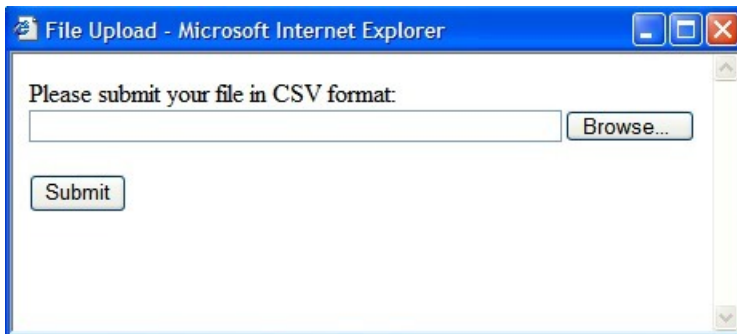 File Upload - Microsoft Internet Explorer
Please submit your file in CSV format:
Browse...
Submit